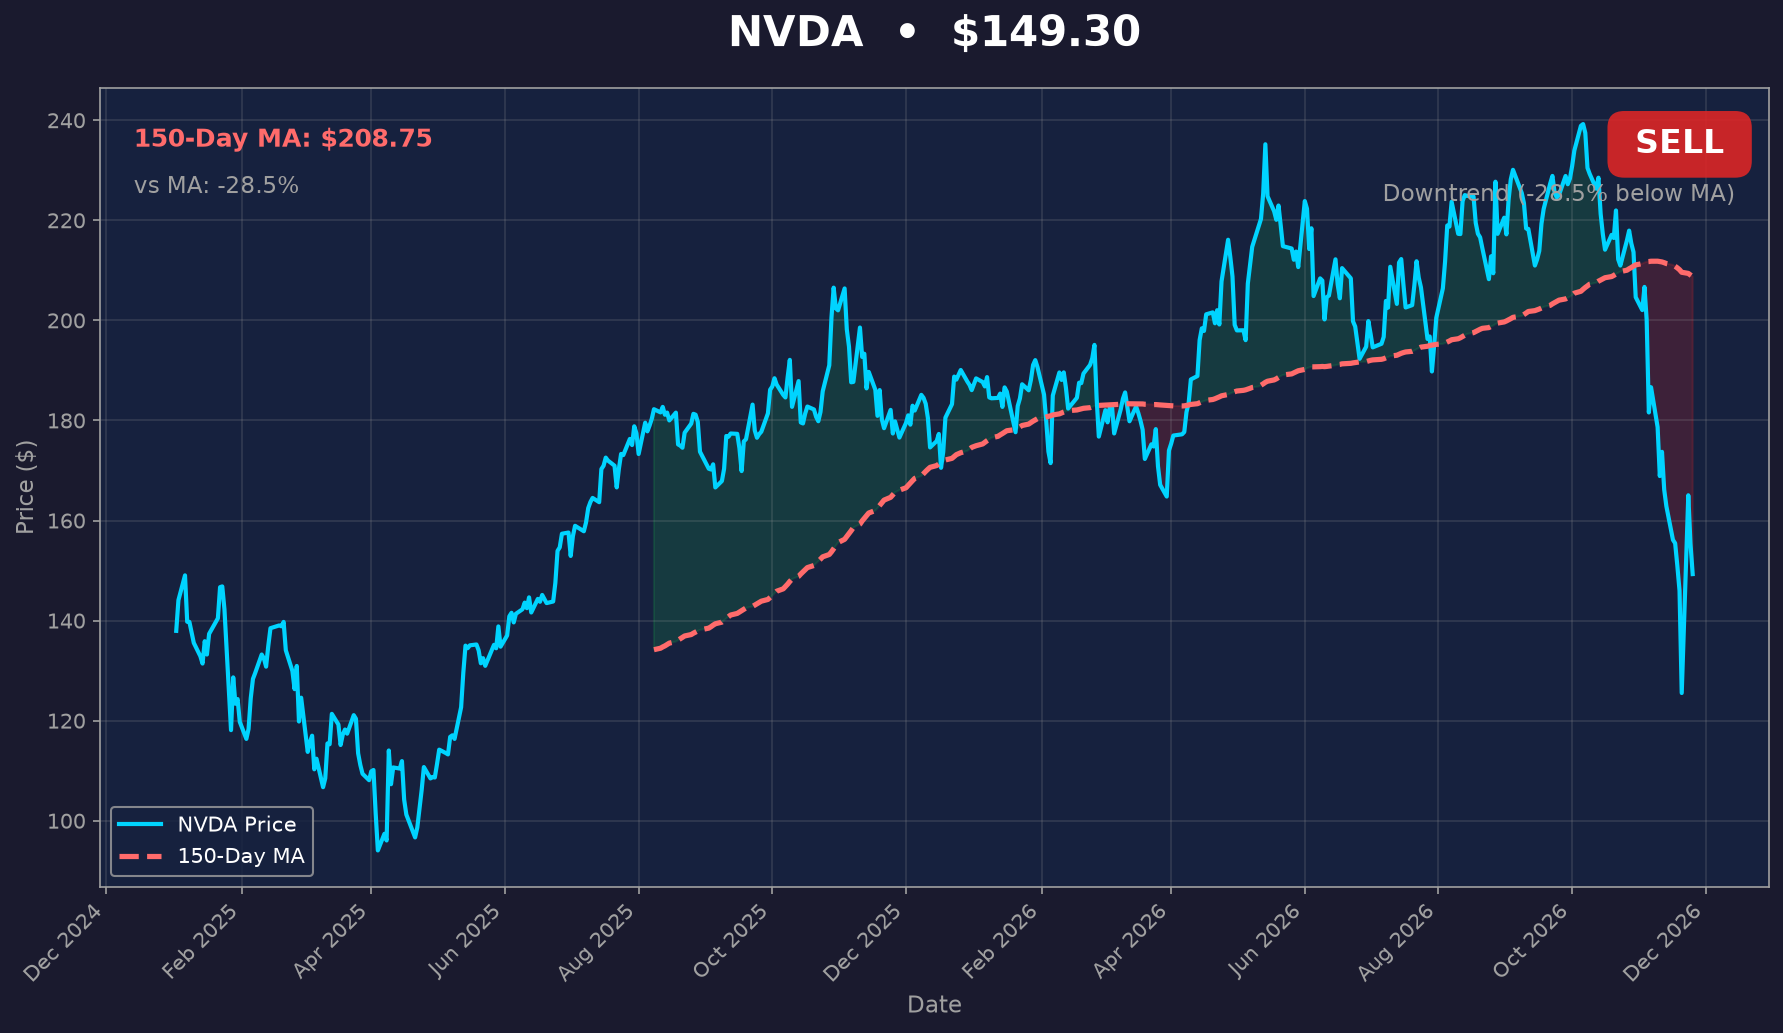 NVDA • $149.30
150-Day MA: $208.75
vs MA: -28.5%
SELL
Downtrend (-28.5% below MA)
Price ($)
240
220
200
180
160
140
120
100
NVDA Price
150-Day MA
Dec 2024
Feb 2025
Apr 2025
Jun 2025
Aug 2025
Oct 2025
Dec 2025
Feb 2026
Apr 2026
Jun 2026
Aug 2026
Oct 2026
Dec 2026
Date